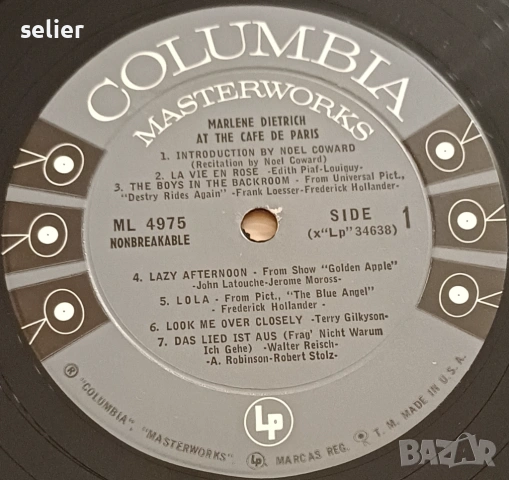 selier
COLUMBIA
MASTERWORKS
MARLENE DIETRICH
AT THE CAFE DE PARIS
1. INTRODUCTION BY NOEL COWARD
(Recitation by Noel Coward)
2. LA VIE EN ROSE -Edith Piaf-Louiguy-
3. THE BOYS IN THE BACKROOM - From Universal Pict.,
"Destry Rides Again" -Frank Loesser-Frederick Hollander-
ML 4975
NONBREAKABLE
SIDE 1
(x"Lp" 34638)
4. LAZY AFTERNOON - From Show "Golden Apple"
-John Latouche-Jerome Moross-
5. LOLA - From Pict., "The Blue Angel"
- Frederick Hollander -
6. LOOK ME OVER CLOSELY -Terry Gilkyson-
7. DAS LIED IST AUS (Frag' Nicht Warum
Ich Gehe) -Walter Reisch-
-A. Robinson-Robert Stolz-
Lp
® "COLUMBIA", "MASTERWORKS", Lp MARCAS REG. T. M. MADE IN U. S. A.
BAZAR